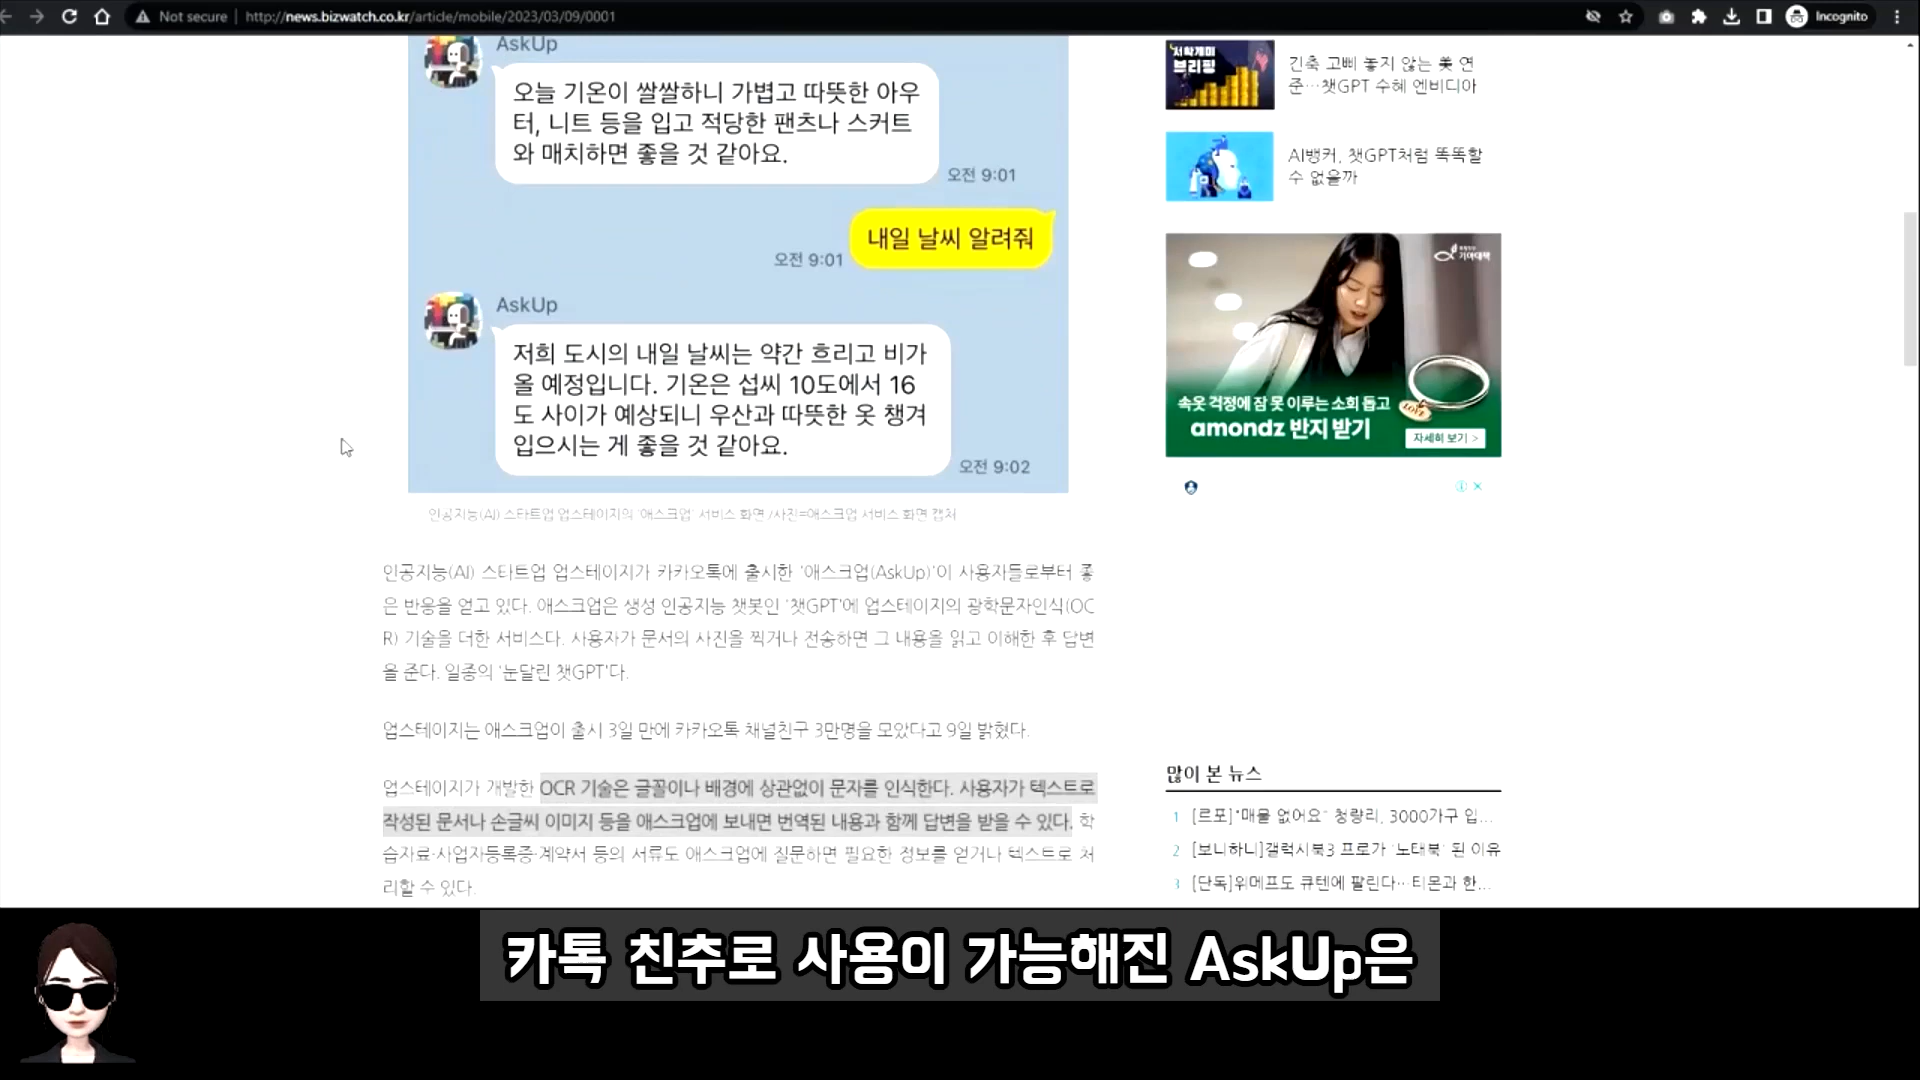 Not secure
http://news.bizwatch.co.kr/article/mobile/2023/03/09/0001
Incognito
AskUp
오늘 기온이 쌀쌀하니 가볍고 따뜻한 아우
터, 니트 등을 입고 적당한 팬츠나 스커트
와 매치하면 좋을 것 같아요.
오전 9:01
내일 날씨 알려줘
오전 9:01
AskUp
저희 도시의 내일 날씨는 약간 흐리고 비가
올 예정입니다. 기온은 섭씨 10도에서 16
도 사이가 예상되니 우산과 따뜻한 옷 챙겨
입으시는 게 좋을 것 같아요.
오전 9:02
인공지능(AI) 스타트업 업스테이지의 '애스크업' 서비스 화면 /사진=애스크업 서비스 화면 캡처
인공지능(AI) 스타트업 업스테이지가 카카오톡에 출시한 '애스크업(AskUp)'이 사용자들로부터 좋
은 반응을 얻고 있다. 애스크업은 생성 인공지능 챗봇인 '챗GPT'에 업스테이지의 광학문자인식(OC
R) 기술을 더한 서비스다. 사용자가 문서의 사진을 찍거나 전송하면 그 내용을 읽고 이해한 후 답변
을 준다. 일종의 '눈달린 챗GPT'다.
업스테이지는 애스크업이 출시 3일 만에 카카오톡 채널친구 3만명을 모았다고 9일 밝혔다.
업스테이지가 개발한 OCR 기술은 글꼴이나 배경에 상관없이 문자를 인식한다. 사용자가 텍스트로
작성된 문서나 손글씨 이미지 등을 애스크업에 보내면 번역된 내용과 함께 답변을 받을 수 있다. 학
습자료·사업자등록증·계약서 등의 서류도 애스크업에 질문하면 필요한 정보를 얻거나 텍스트로 처
리할 수 있다.
서학개미
브리핑
긴축 고삐 놓지 않는 美 연
준…챗GPT 수혜 엔비디아
AI뱅커, 챗GPT처럼 똑똑할
수 없을까
기아대책
속옷 걱정에 잠 못 이루는 소희 돕고
amondz 반지 받기
LOVE
자세히 보기 >
많이 본 뉴스
1 [르포]"매물 없어요" 청량리, 3000가구 입...
2 [보니하니]갤럭시북3 프로가 '노태북' 된 이유
3 [단독]위메프도 큐텐에 팔린다…티몬과 한...
카톡 친추로 사용이 가능해진 AskUp은